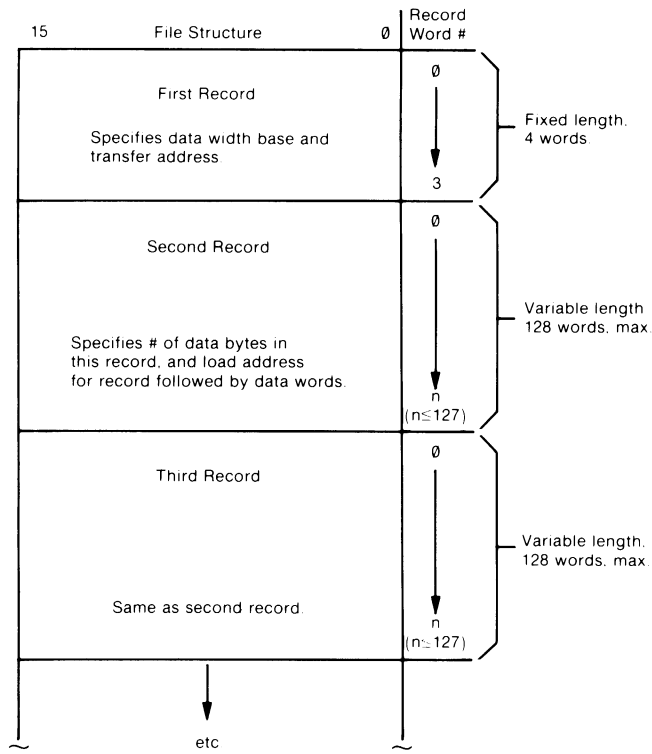 15 File Structure Ø Record Word #
First Record
Specifies data width base and
transfer address.
Ø
3
Fixed length.
4 words.
Second Record
Specifies # of data bytes in
this record, and load address
for record followed by data words.
Ø
n
(n≤127)
Variable length
128 words, max.
Third Record
Same as second record.
Ø
n
(n≤127)
Variable length.
128 words, max.
etc